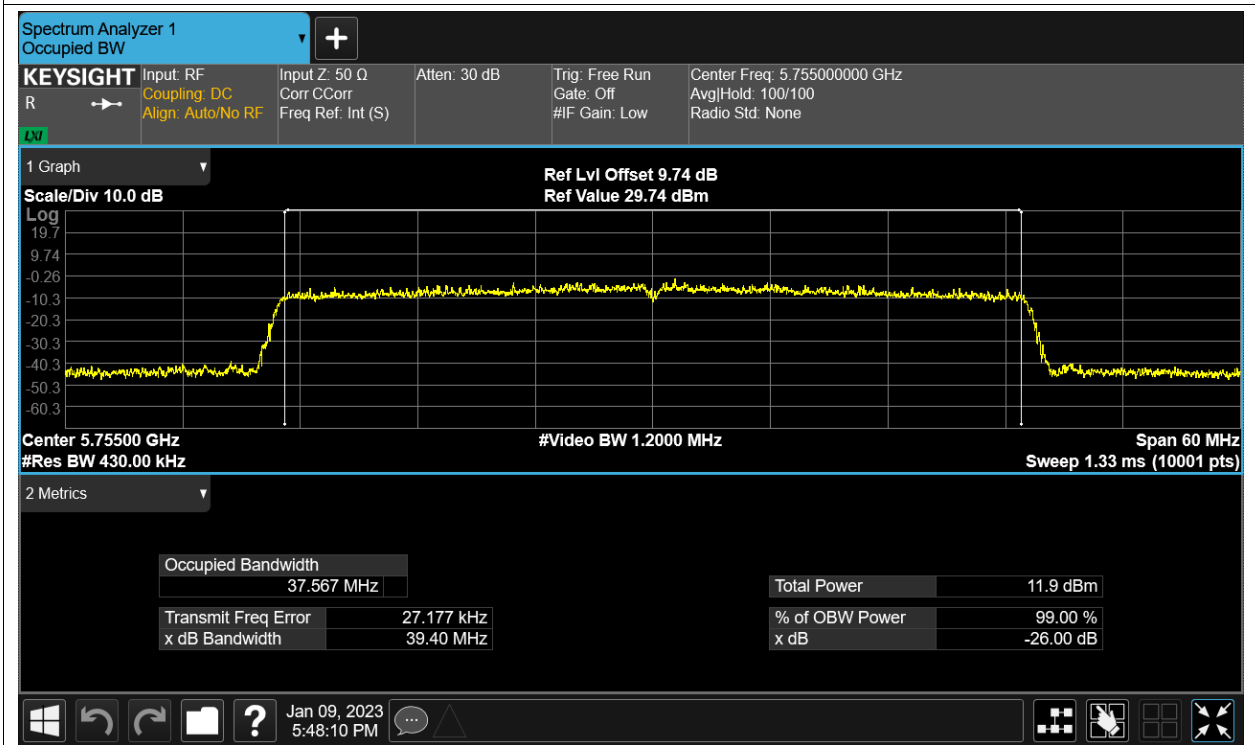 Spectrum Analyzer 1
Occupied BW
KEYSIGHT
R
LXI
Input: RF
Coupling: DC
Align: Auto/No RF
Input Z: 50 Ω
Corr CCorr
Freq Ref: Int (S)
Atten: 30 dB
Trig: Free Run
Gate: Off
#IF Gain: Low
Center Freq: 5.755000000 GHz
Avg|Hold: 100/100
Radio Std: None
1 Graph
Scale/Div 10.0 dB
Ref Lvl Offset 9.74 dB
Ref Value 29.74 dBm
Log
19.7
9.74
-0.26
-10.3
-20.3
-30.3
-40.3
-50.3
-60.3
Center 5.75500 GHz
#Video BW 1.2000 MHz
Span 60 MHz
#Res BW 430.00 kHz
Sweep 1.33 ms (10001 pts)
2 Metrics
Occupied Bandwidth
37.567 MHz
Transmit Freq Error 27.177 kHz
x dB Bandwidth 39.40 MHz
Total Power 11.9 dBm
% of OBW Power 99.00 %
x dB -26.00 dB
Jan 09, 2023
5:48:10 PM